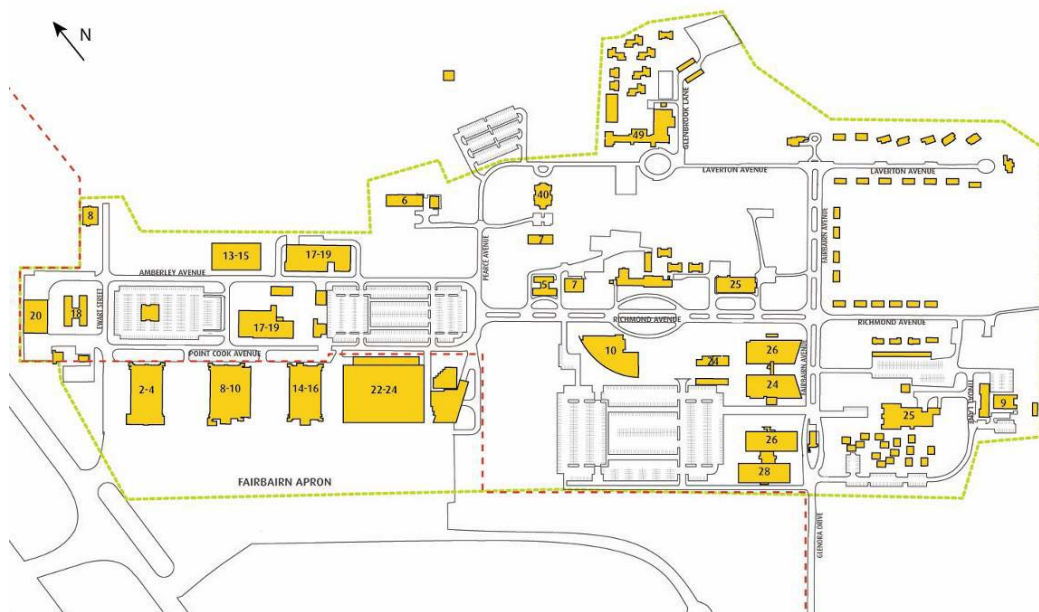 N
49
GLENBROOK LANE
LAVERTON AVENUE
LAVERTON AVENUE
6
40
8
7
PEARCE AVENUE
FAIRBAIRN AVENUE
13-15
17-19
AMBERLEY AVENUE
5
7
25
20
18
EWART STREET
17-19
RICHMOND AVENUE
RICHMOND AVENUE
POINT COOK AVENUE
10
24
26
FAIRBAIRN AVENUE
2-4
8-10
14-16
22-24
24
25
9
26
28
FAIRBAIRN APRON
GLENORA DRIVE